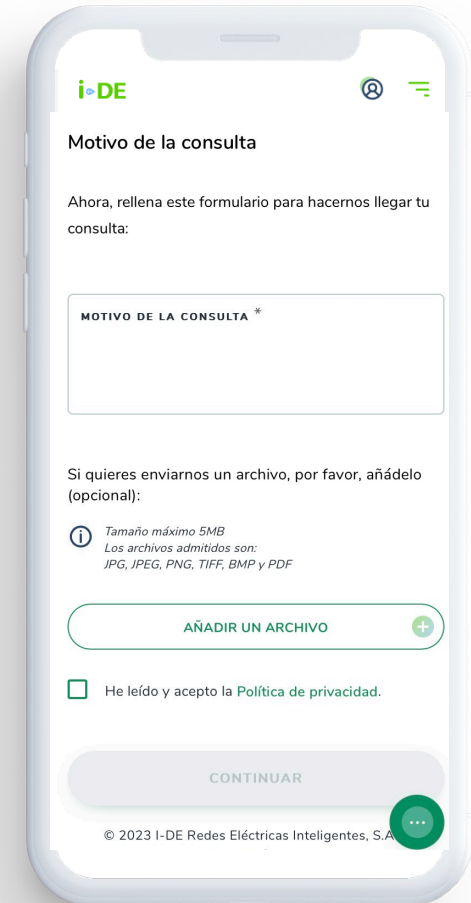 i-DE
Motivo de la consulta
Ahora, rellena este formulario para hacernos llegar tu
consulta:
MOTIVO DE LA CONSULTA *
Si quieres enviarnos un archivo, por favor, añádelo
(opcional):
Tamaño máximo 5MB
Los archivos admitidos son:
JPG, JPEG, PNG, TIFF, BMP y PDF
AÑADIR UN ARCHIVO
He leído y acepto la Política de privacidad.
CONTINUAR
© 2023 I-DE Redes Eléctricas Inteligentes, S.A